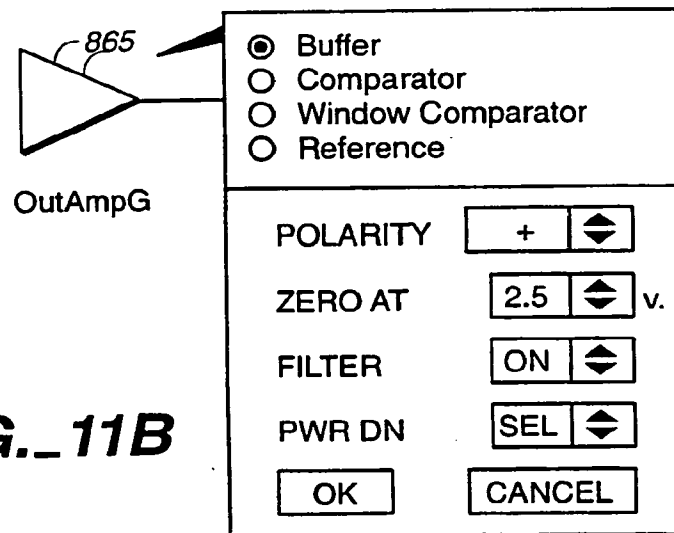 865
Buffer
Comparator
Window Comparator
Reference
OutAmpG
POLARITY +
ZERO AT 2.5 v.
FILTER ON
PWR DN SEL
OK CANCEL
G._11B